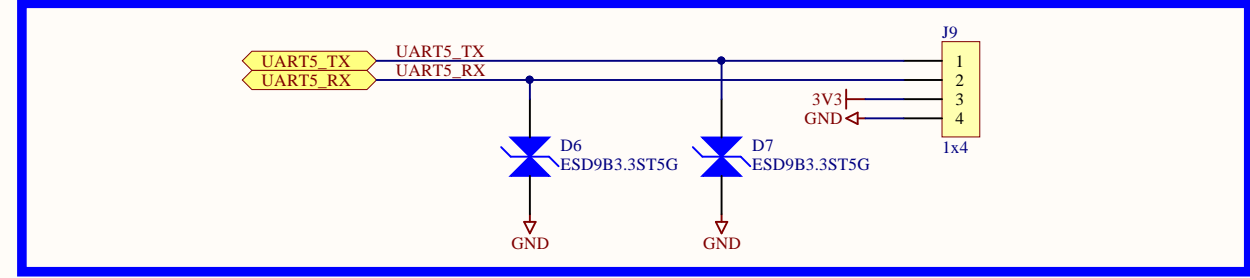 J9
UART5_TX UART5_TX 1
UART5_RX UART5_RX 2
3V3 3
GND 4
1x4
D6 D7
ESD9B3.3ST5G ESD9B3.3ST5G
GND GND